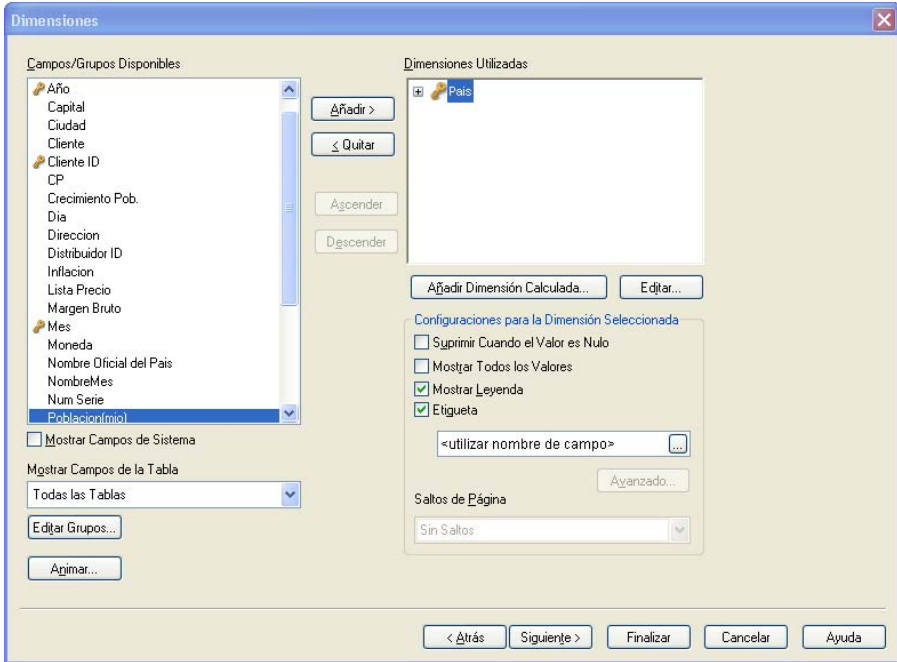 Dimensiones
Campos/Grupos Disponibles
Año
Capital
Ciudad
Cliente
Cliente ID
CP
Crecimiento Pob.
Dia
Direccion
Distribuidor ID
Inflacion
Lista Precio
Margen Bruto
Mes
Moneda
Nombre Oficial del Pais
NombreMes
Num Serie
Poblacion(mio)
Mostrar Campos de Sistema
Mostrar Campos de la Tabla
Todas las Tablas
Editar Grupos...
Animar...
Añadir >
< Quitar
Ascender
Descender
Dimensiones Utilizadas
Pais
Añadir Dimensión Calculada...
Editar...
Configuraciones para la Dimensión Seleccionada
Suprimir Cuando el Valor es Nulo
Mostrar Todos los Valores
Mostrar Leyenda
Etiqueta
<utilizar nombre de campo>
...
Avanzado...
Saltos de Página
Sin Saltos
< Atrás
Siguiente >
Finalizar
Cancelar
Ayuda